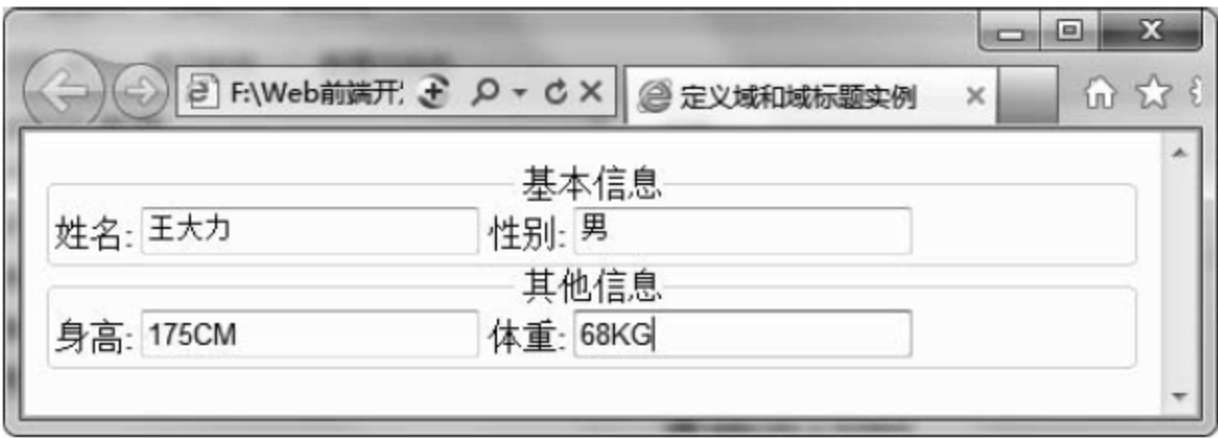 F:\Web前端开
定义域和域标题实例
基本信息
姓名: 王大力 性别: 男
其他信息
身高: 175CM 体重: 68KG